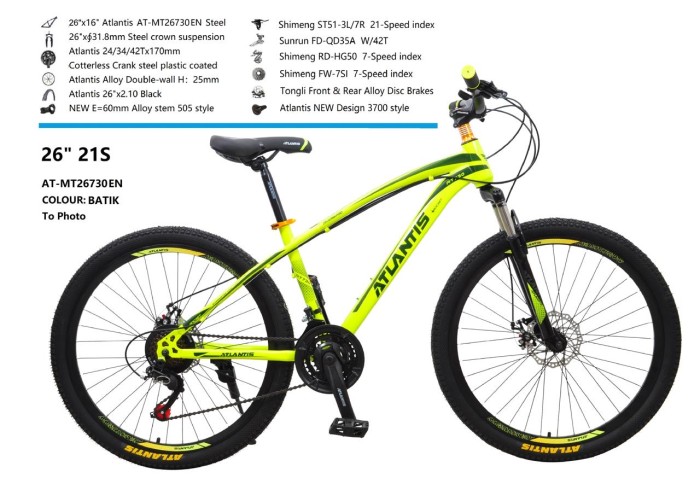 26"x16" Atlantis AT-MT26730EN Steel
26"x∮31.8mm Steel crown suspension
Atlantis 24/34/42Tx170mm
Cotterless Crank steel plastic coated
Atlantis Alloy Double-wall H: 25mm
Atlantis 26"x2.10 Black
NEW E=60mm Alloy stem 505 style
Shimeng ST51-3L/7R 21-Speed index
Sunrun FD-QD35A W/42T
Shimeng RD-HG50 7-Speed index
Shimeng FW-7SI 7-Speed index
Tongli Front & Rear Alloy Disc Brakes
Atlantis NEW Design 3700 style
26" 21S
AT-MT26730EN
COLOUR: BATIK
To Photo
ATLANTIS
ATLANTIS
ATLANTIS
ATLANTIS
ATLANTIS